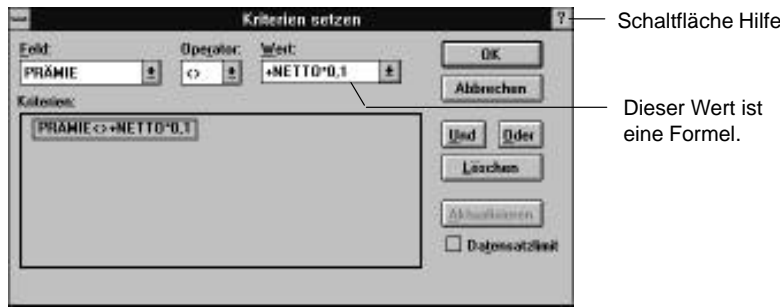 Kriterien setzen
?
Schaltfläche Hilfe
Feld:
Operator:
Wert:
PRÄMIE
<>
+NETTO*0,1
OK
Abbrechen
Dieser Wert ist
eine Formel.
Kriterien:
PRÄMIE<>+NETTO*0,1
Und
Oder
Löschen
Aktualisieren
Datensatzlimit